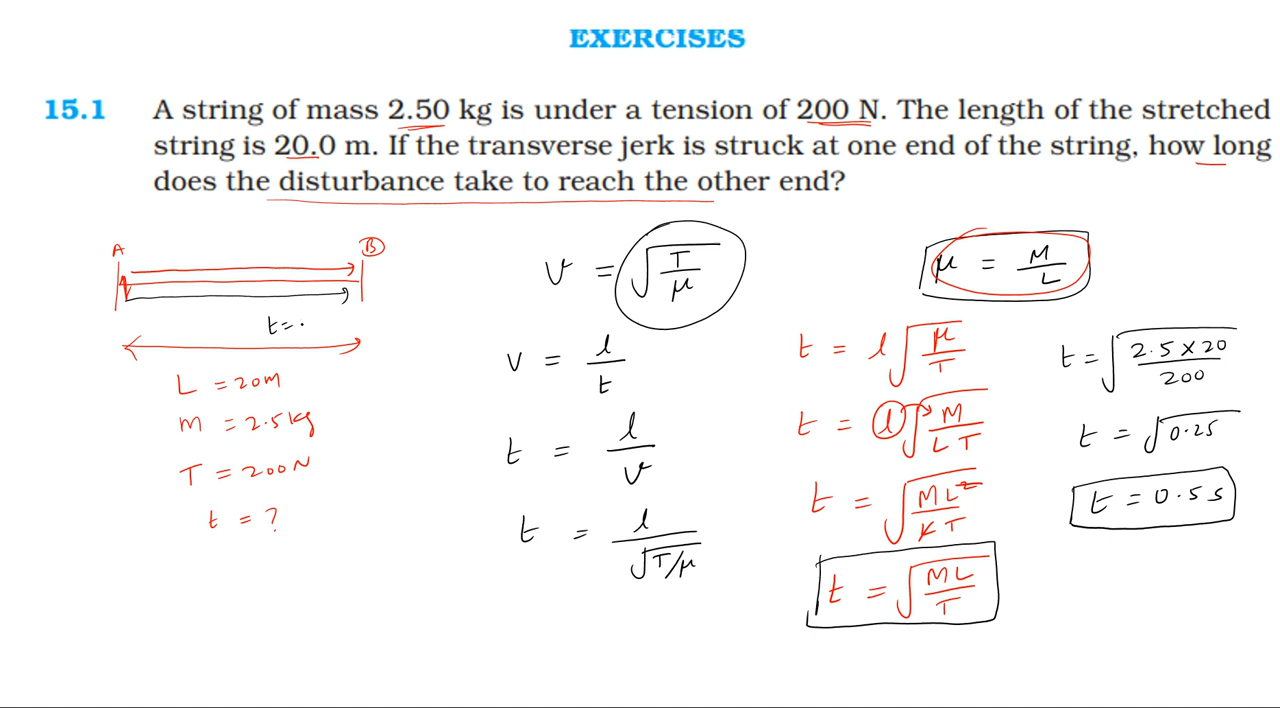 EXERCISES
15.1 A string of mass 2.50 kg is under a tension of 200 N. The length of the stretched
string is 20.0 m. If the transverse jerk is struck at one end of the string, how long
does the disturbance take to reach the other end?
A
B
t=.
L = 20m
m = 2.5kg
T = 200N
t = ?
v = √(T/μ)
v = l/t
t = l/v
t = l/√(T/μ)
μ = M/L
t = l√(μ/T)
t = l√(M/LT)
t = √(ML²/LT)
t = √(ML/T)
t = √(2.5 × 20/200)
t = √0.25
t = 0.5 s